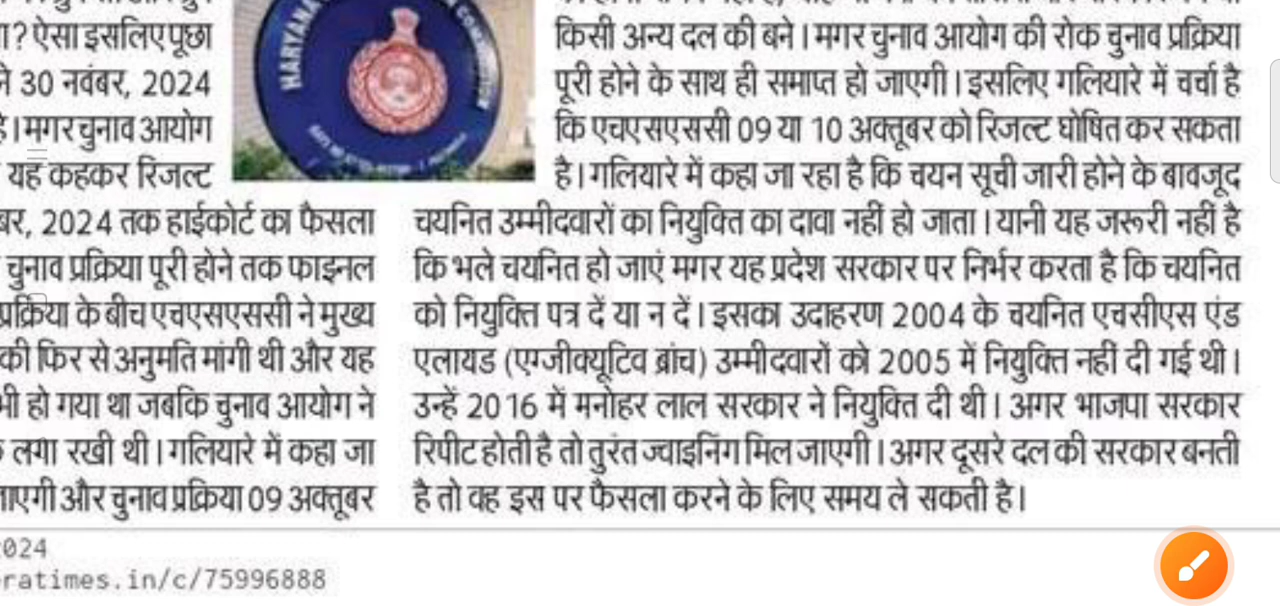 ? ऐसा इसलिए पूछा
30 नवंबर, 2024
है। मगर चुनाव आयोग
यह कहकर रिजल्ट
2024 तक हाईकोर्ट का फैसला
चुनाव प्रक्रिया पूरी होने तक फाइनल
प्रक्रिया के बीच एचएसएससी ने मुख्य
की फिर से अनुमति मांगी थी और यह
भी हो गया था जबकि चुनाव आयोग ने
लगा रखी थी। गलियारे में कहा जा
और चुनाव प्रक्रिया 09 अक्तूबर
HARYANA
किसी अन्य दल की बने। मगर चुनाव आयोग की रोक चुनाव प्रक्रिया
पूरी होने के साथ ही समाप्त हो जाएगी। इसलिए गलियारे में चर्चा है
कि एचएसएससी 09 या 10 अक्तूबर को रिजल्ट घोषित कर सकता
है। गलियारे में कहा जा रहा है कि चयन सूची जारी होने के बावजूद
चयनित उम्मीदवारों का नियुक्ति का दावा नहीं हो जाता। यानी यह जरूरी नहीं है
कि भले चयनित हो जाएं मगर यह प्रदेश सरकार पर निर्भर करता है कि चयनित
को नियुक्ति पत्र दें या न दें। इसका उदाहरण 2004 के चयनित एचसीएस एंड
एलायड (एग्जीक्यूटिव ब्रांच) उम्मीदवारों को 2005 में नियुक्ति नहीं दी गई थी।
उन्हें 2016 में मनोहर लाल सरकार ने नियुक्ति दी थी। अगर भाजपा सरकार
रिपीट होती है तो तुरंत ज्वाइनिंग मिल जाएगी। अगर दूसरे दल की सरकार बनती
है तो वह इस पर फैसला करने के लिए समय ले सकती है।
024
ratimes.in/c/75996888